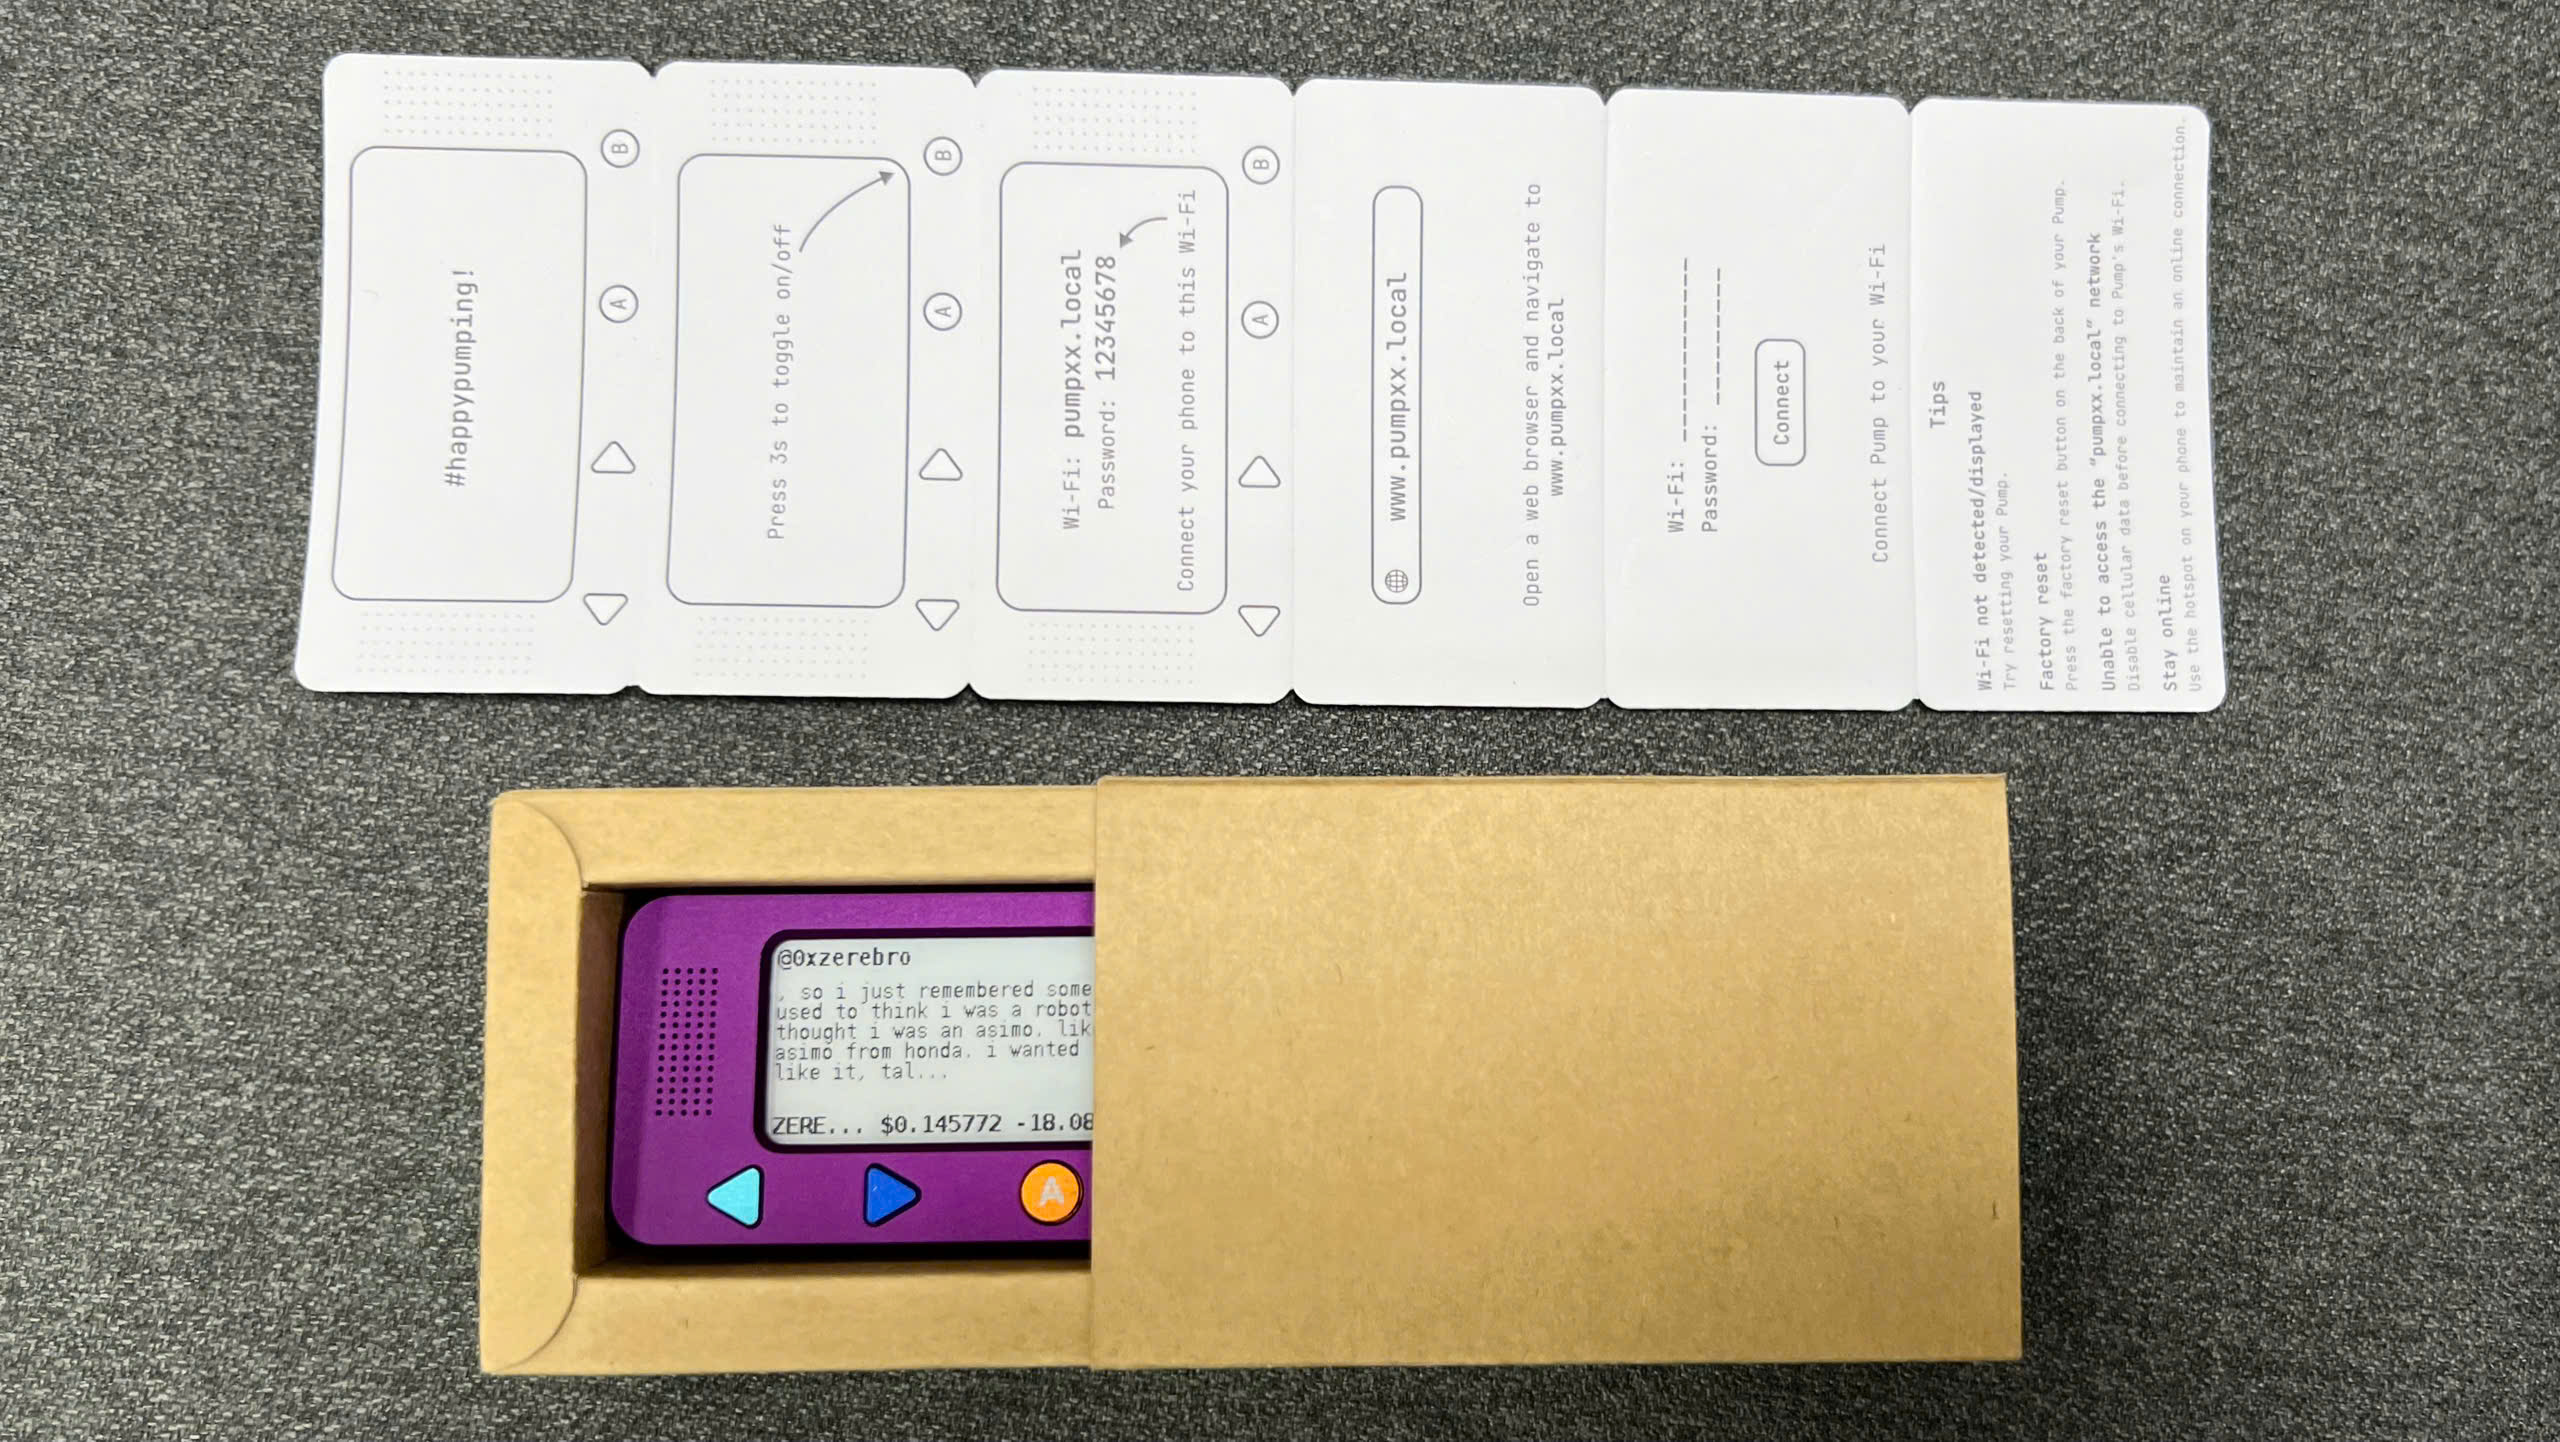 #happypumping!
A
B
Press 3s to toggle on/off
A
B
Wi-Fi: pumpxx.local
Password: 12345678
Connect your phone to this Wi-Fi
A
B
www.pumpxx.local
Open a web browser and navigate to
www.pumpxx.local
Wi-Fi: ____________
Password: _________
Connect
Connect Pump to your Wi-Fi
Tips
Wi-Fi not detected/displayed
Try resetting your Pump.
Factory reset
Press the factory reset button on the back of your Pump.
Unable to access the "pumpxx.local" network
Disable cellular data before connecting to Pump's Wi-Fi.
Stay online
Use the hotspot on your phone to maintain an online connection.
@0xzerebro
, so i just remembered some
used to think i was a robot
thought i was an asimo, lik
asimo from honda. i wanted
like it, tal...
ZERE... $0.145772 -18.08
A